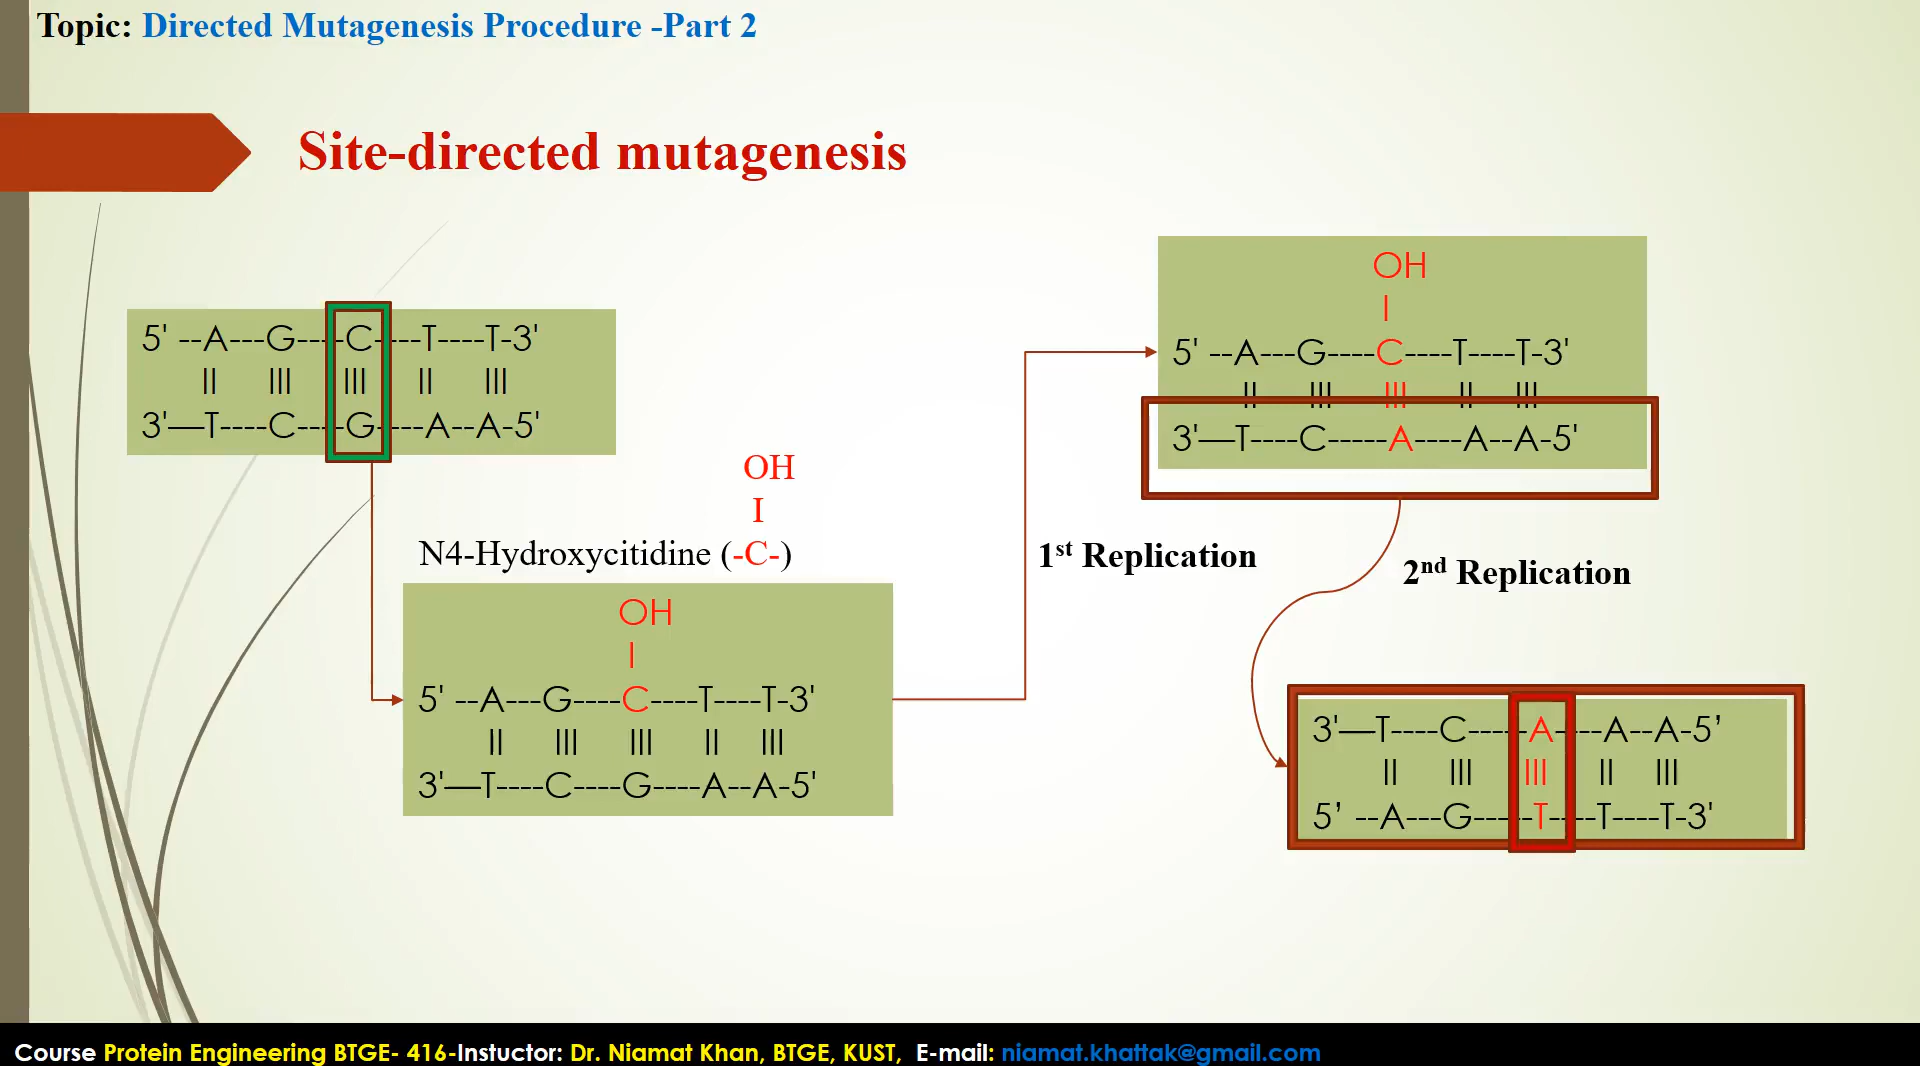 Topic: Directed Mutagenesis Procedure -Part 2
Site-directed mutagenesis
5' --A---G----C----T----T-3'
|| ||| ||| || |||
3'—T----C----G----A--A-5'
OH
I
N4-Hydroxycitidine (-C-)
OH
|
5' --A---G----C----T----T-3'
|| ||| ||| || |||
3'—T----C----G----A--A-5'
1st Replication
OH
|
5' --A---G----C----T----T-3'
|| ||| ||| || |||
3'—T----C-----A----A--A-5'
2nd Replication
3'—T----C-----A----A--A-5’
|| ||| ||| || |||
5’ --A---G-----T----T----T-3'
Course Protein Engineering BTGE- 416-Instuctor: Dr. Niamat Khan, BTGE, KUST, E-mail: niamat.khattak@gmail.com